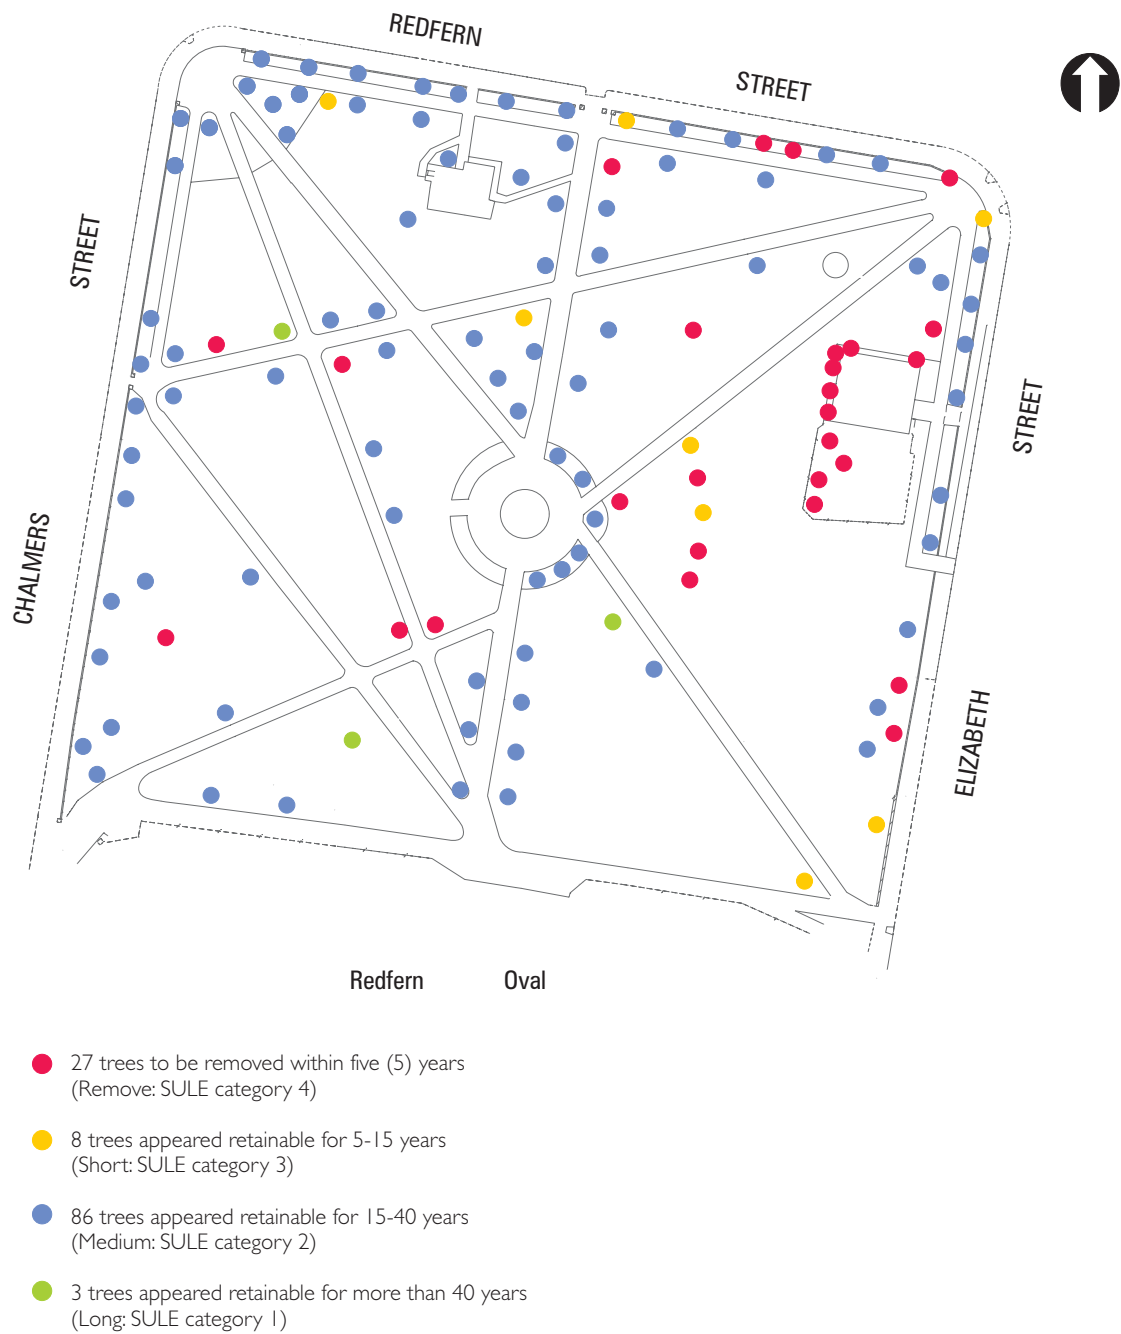 REDFERN
STREET
STREET
STREET
CHALMERS
ELIZABETH
Redfern Oval
27 trees to be removed within five (5) years
(Remove: SULE category 4)
8 trees appeared retainable for 5-15 years
(Short: SULE category 3)
86 trees appeared retainable for 15-40 years
(Medium: SULE category 2)
3 trees appeared retainable for more than 40 years
(Long: SULE category 1)